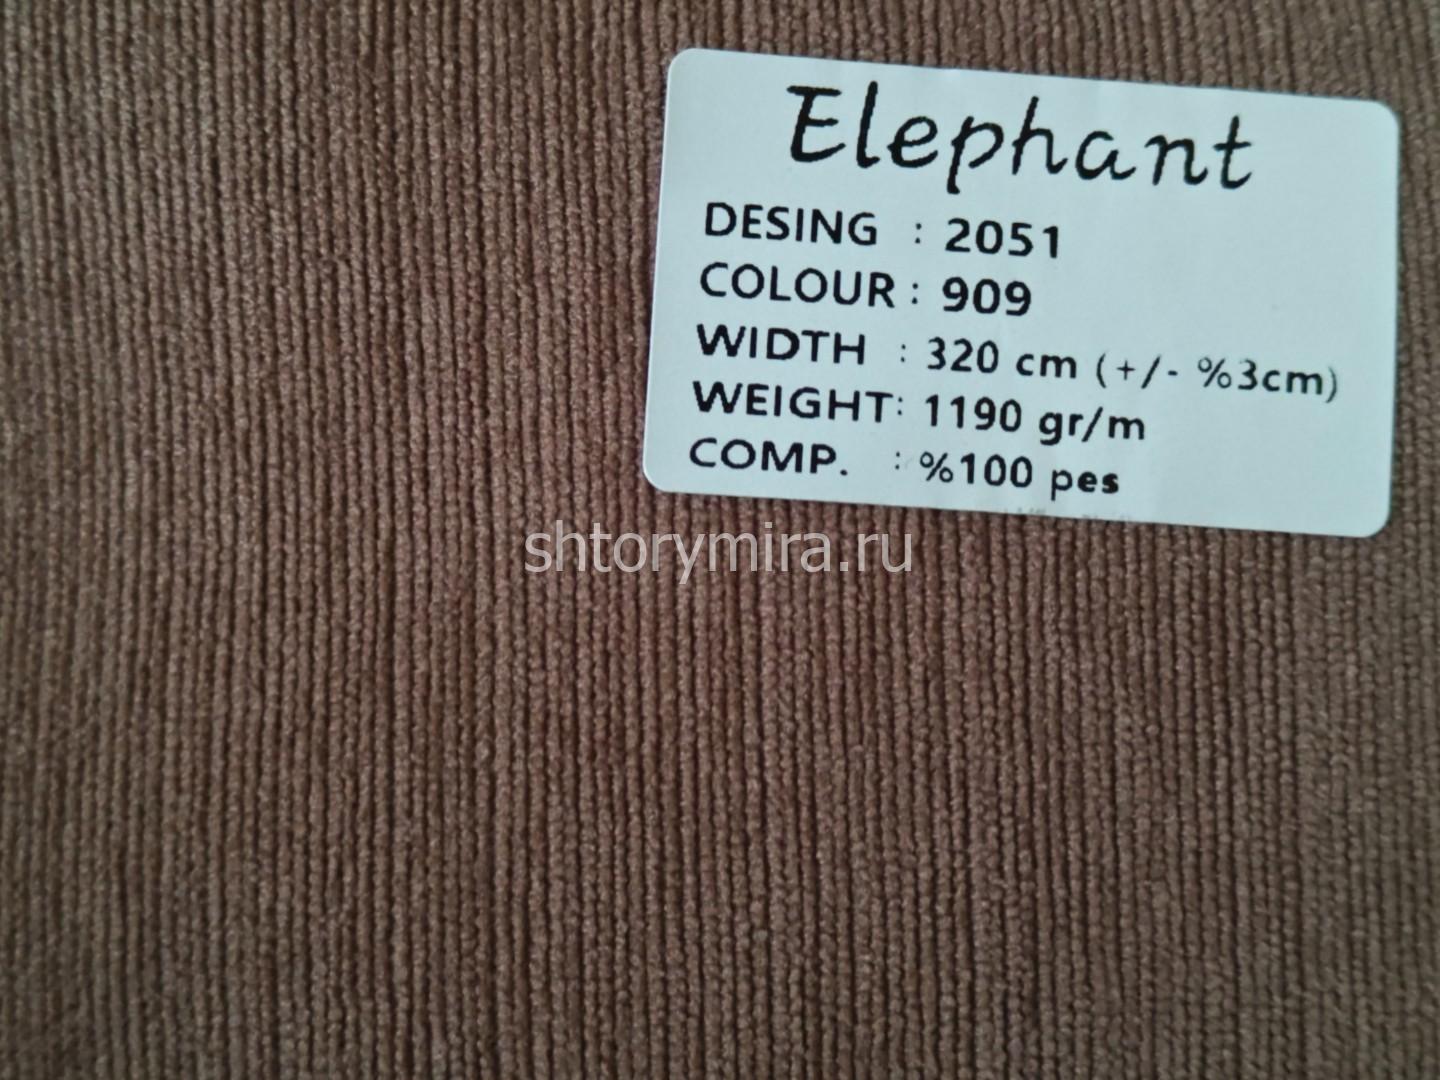 Elephant
DESING : 2051
COLOUR : 909
WIDTH : 320 cm (+/- %3cm)
WEIGHT: 1190 gr/m
COMP. : %100 pes
shtorymira.ru